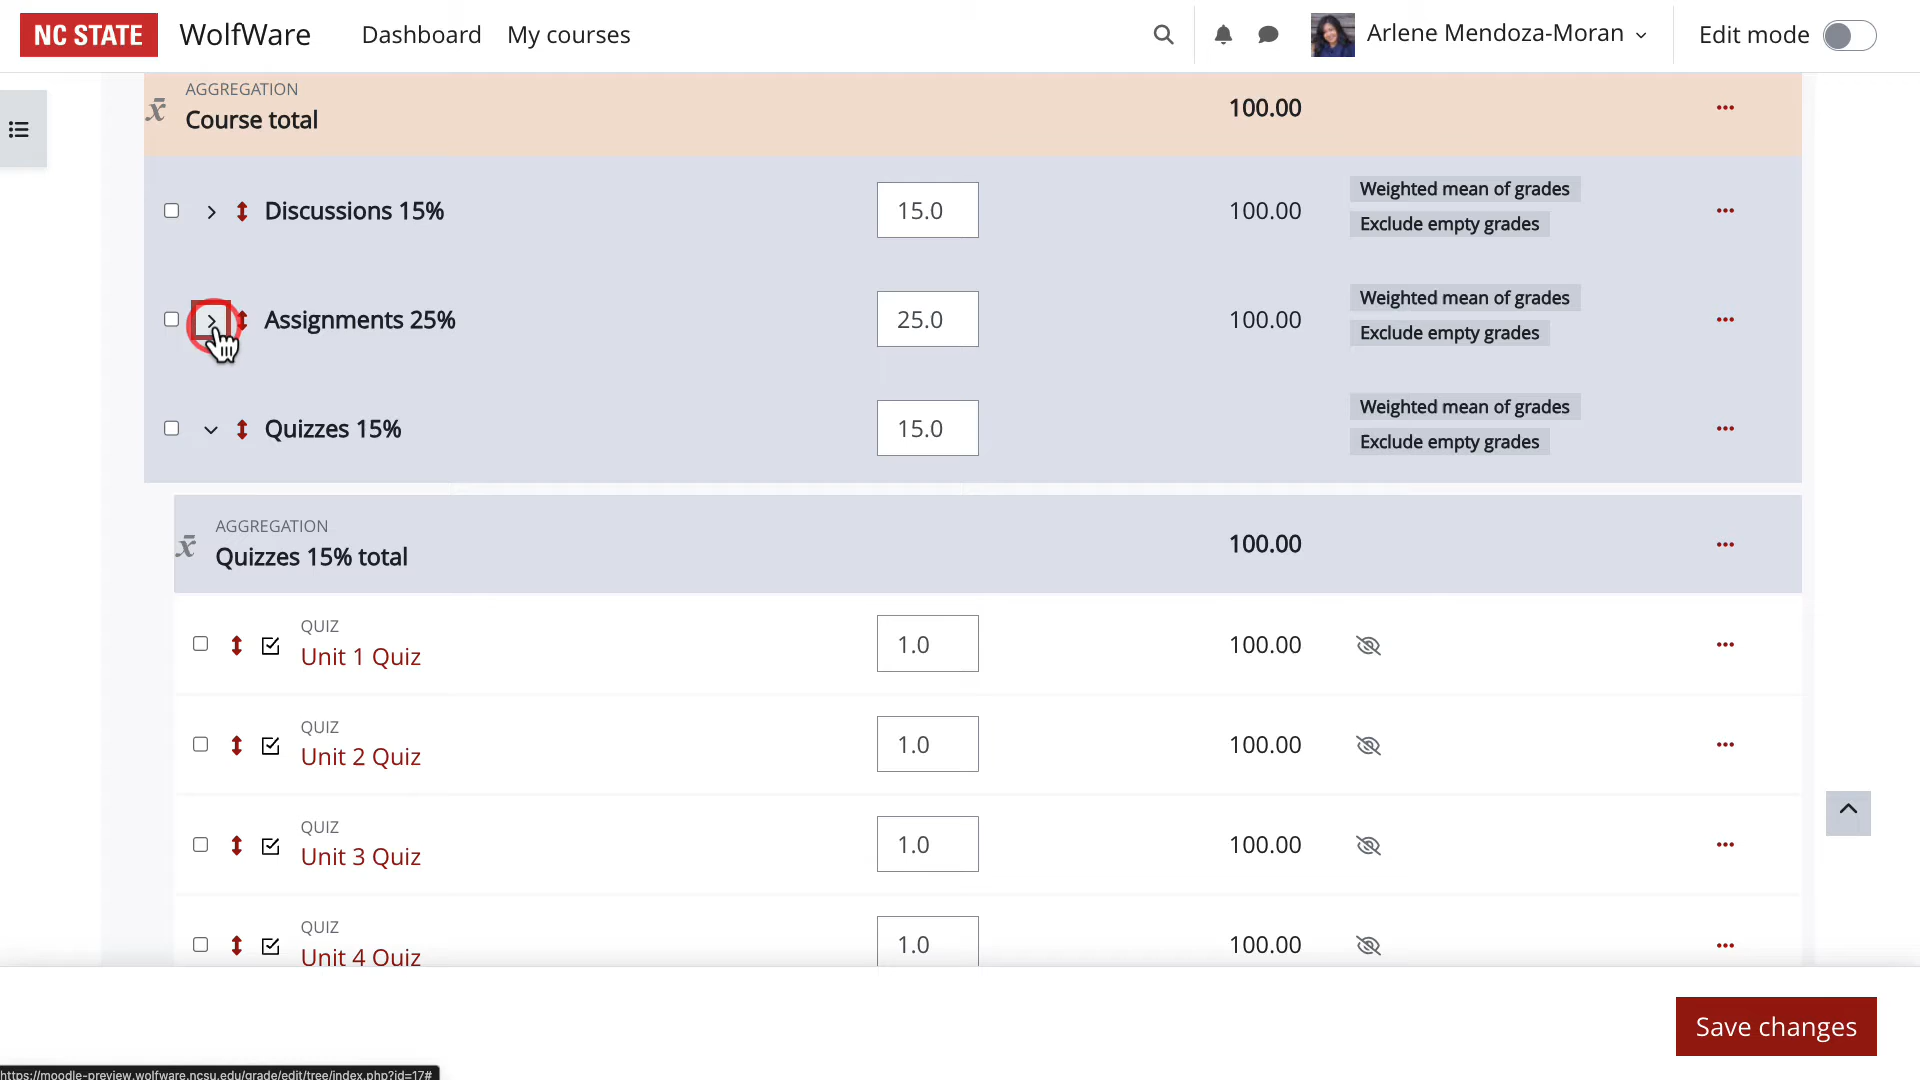 NC STATE WolfWare Dashboard My courses Arlene Mendoza-Moran Edit mode
AGGREGATION
Course total 100.00
Discussions 15% 15.0 100.00 Weighted mean of grades
Exclude empty grades
Assignments 25% 25.0 100.00 Weighted mean of grades
Exclude empty grades
Quizzes 15% 15.0 Weighted mean of grades
Exclude empty grades
AGGREGATION
Quizzes 15% total 100.00
QUIZ
Unit 1 Quiz 1.0 100.00
QUIZ
Unit 2 Quiz 1.0 100.00
QUIZ
Unit 3 Quiz 1.0 100.00
QUIZ
Unit 4 Quiz 1.0 100.00
Save changes
https://moodle-preview.wolfware.ncsu.edu/grade/edit/tree/index.php?id=17#